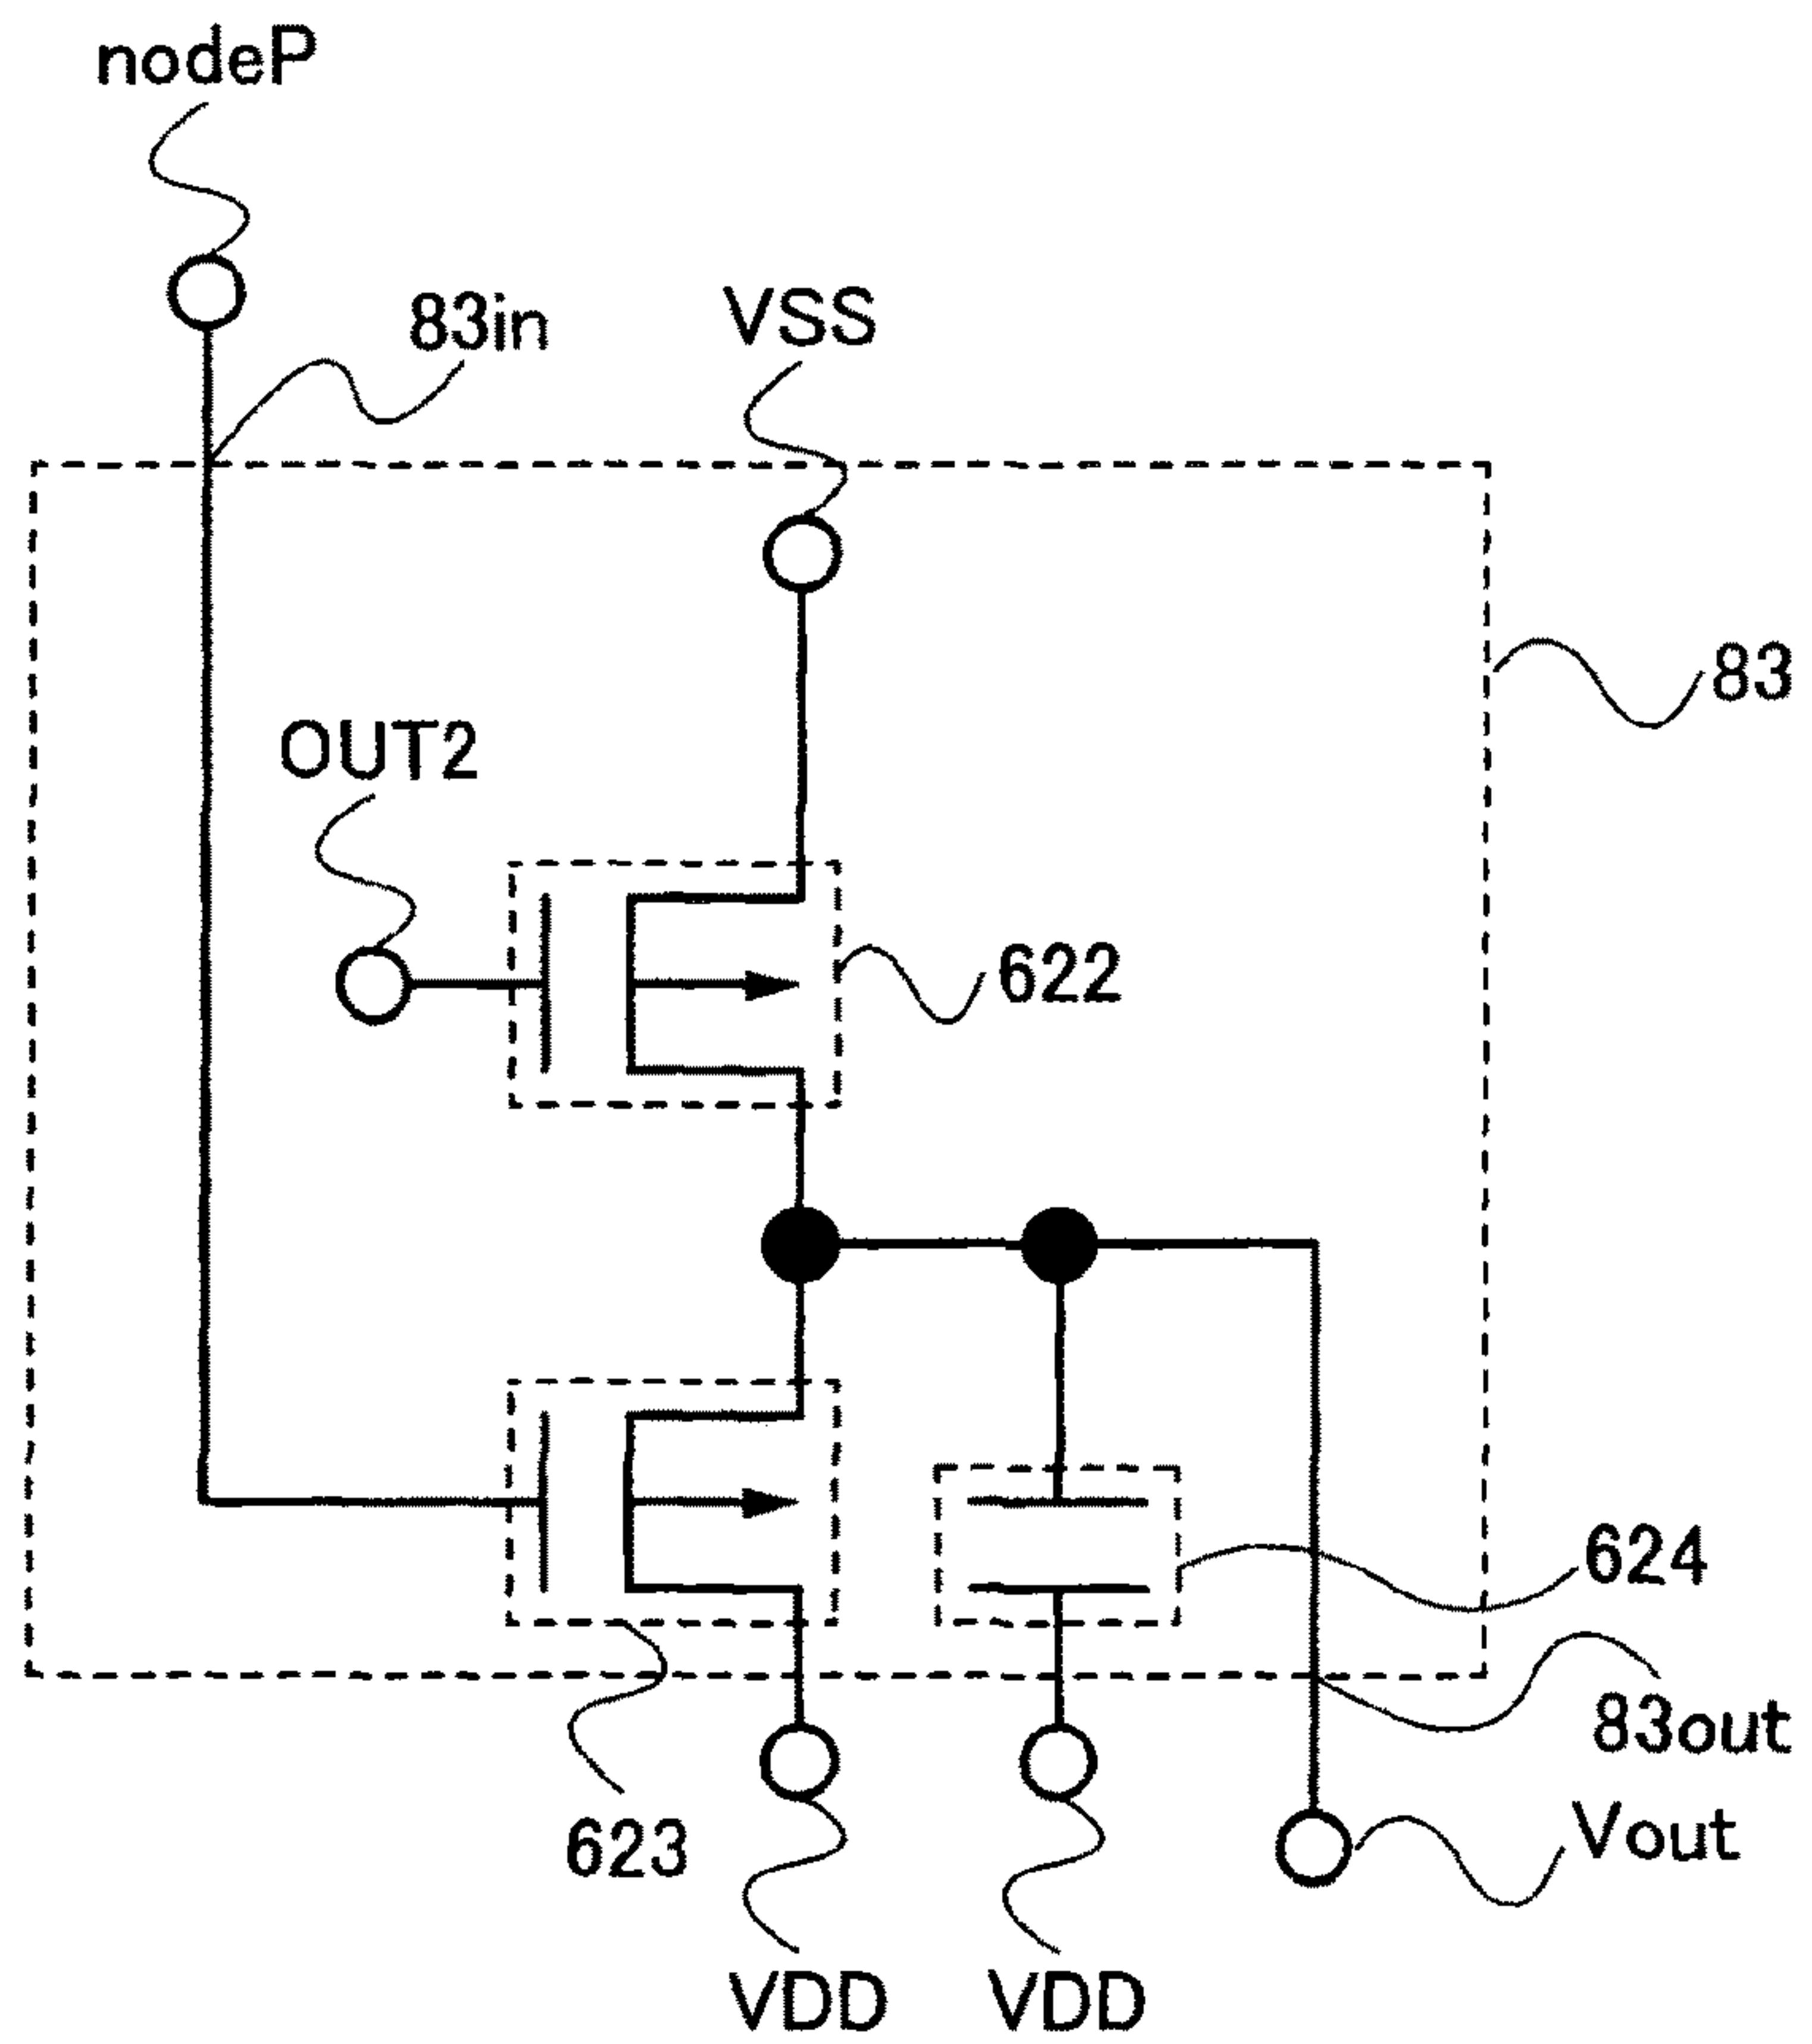 nodeP
83in
VSS
83
OUT2
622
624
83out
623
Vout
VDD
VDD